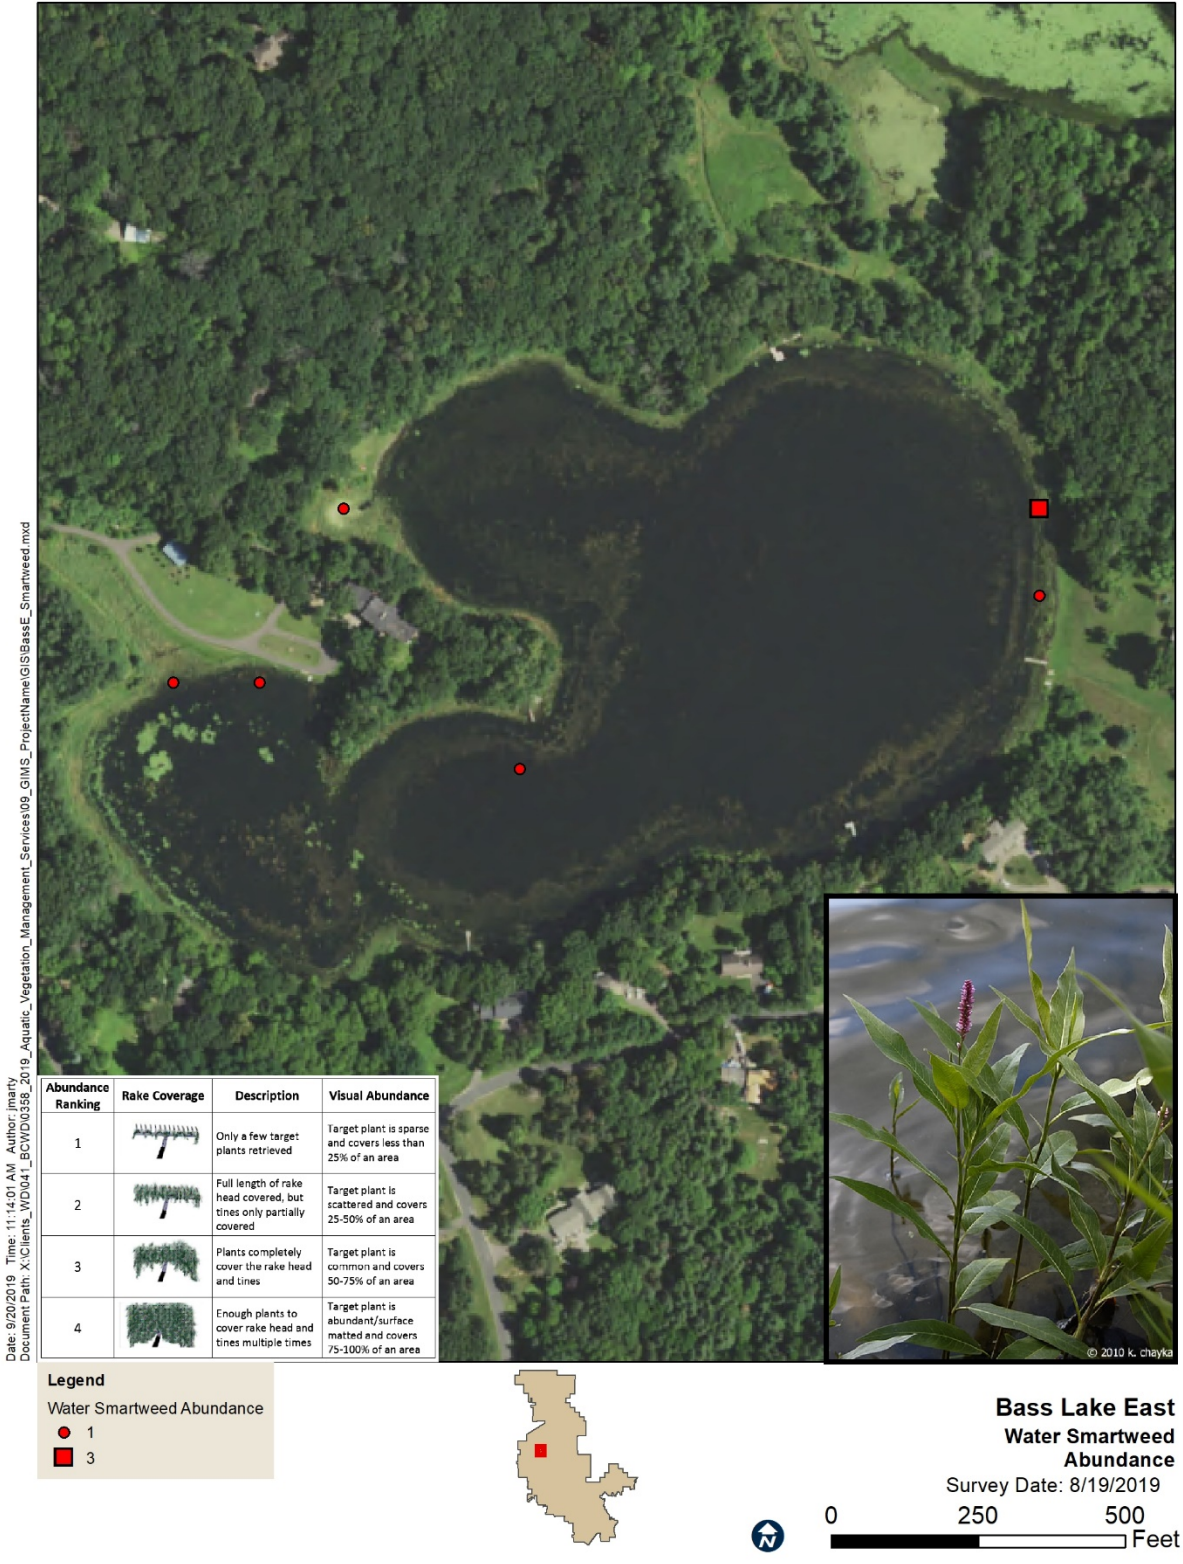 Date: 9/20/2019 Time: 11:14:01 AM Author: jmarty
Document Path: X:\Clients_WD\041_BCWD\0358_2019_Aquatic_Vegetation_Management_Services\09_GIMS_ProjectName\GIS\BassE_Smartweed.mxd
Abundance
Ranking
Rake Coverage
Description
Visual Abundance
1
Only a few target
plants retrieved
Target plant is sparse
and covers less than
25% of an area
2
Full length of rake
head covered, but
tines only partially
covered
Target plant is
scattered and covers
25-50% of an area
3
Plants completely
cover the rake head
and tines
Target plant is
common and covers
50-75% of an area
4
Enough plants to
cover rake head and
tines multiple times
Target plant is
abundant/surface
matted and covers
75-100% of an area
© 2010 k. chayka
Legend
Water Smartweed Abundance
1
3
N
Bass Lake East
Water Smartweed
Abundance
Survey Date: 8/19/2019
0 250 500
Feet